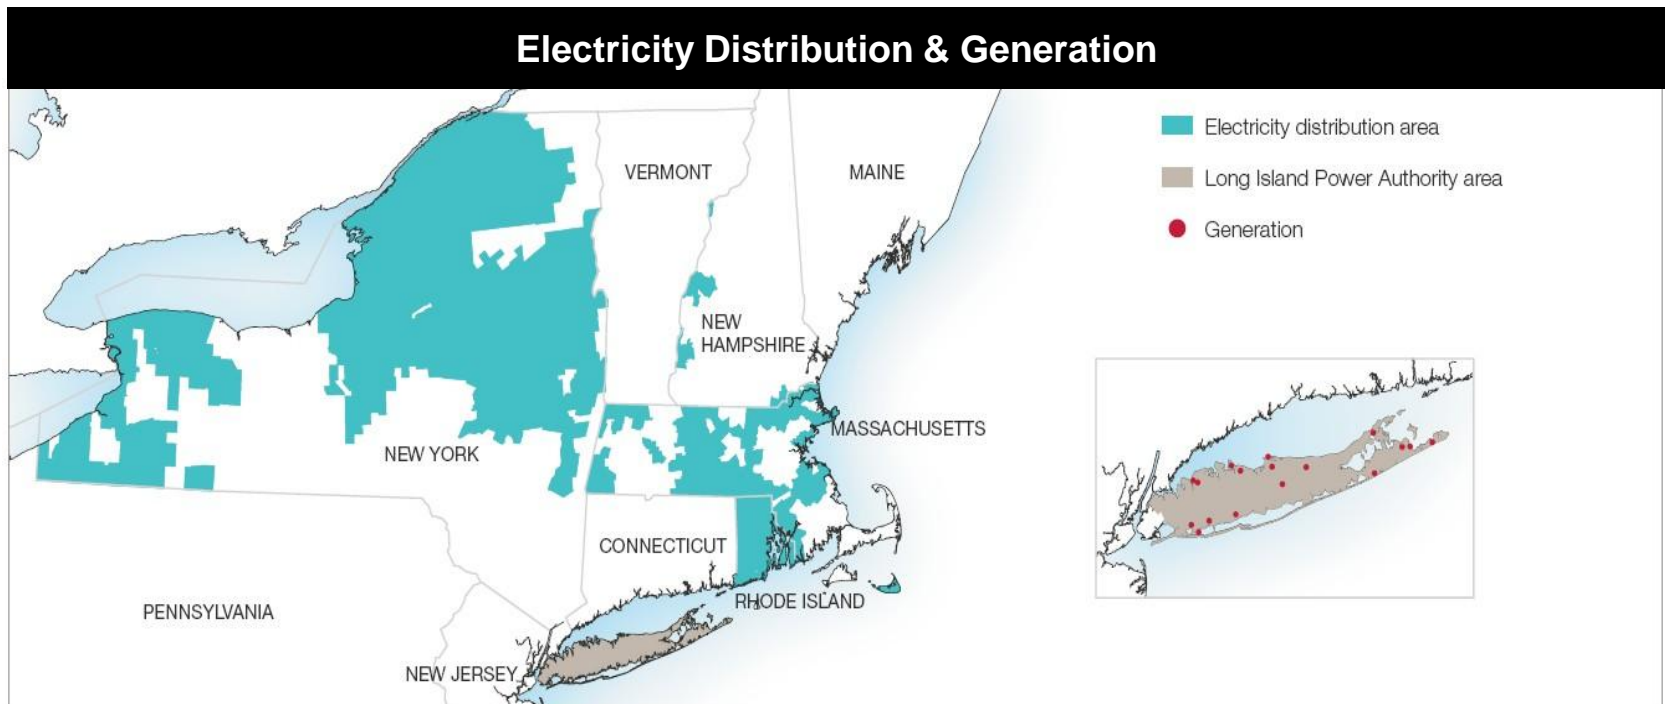 Electricity Distribution & Generation
Electricity distribution area
VERMONT
MAINE
Long Island Power Authority area
Generation
NEW
HAMPSHIRE
MASSACHUSETTS
NEW YORK
CONNECTICUT
RHODE ISLAND
PENNSYLVANIA
NEW JERSEY